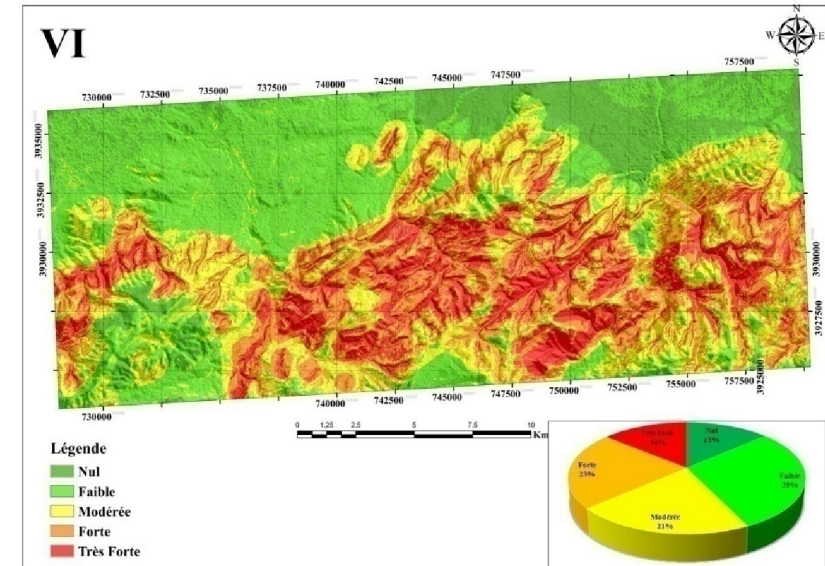 VI
N
W E
S
730000 732500 735000 737500 740000 742500 745000 747500 757500
3935000
3932500
3930000 3930000
3927500
3925000
730000 740000 742500 745000 747500 750000 752500 755000 757500
0 1,25 2,5 5 7,5 10
Km
Légende
Nul
Faible
Modérée
Forte
Très Forte
Nul
13%
Faible
Modérée
21%
Forte
23%